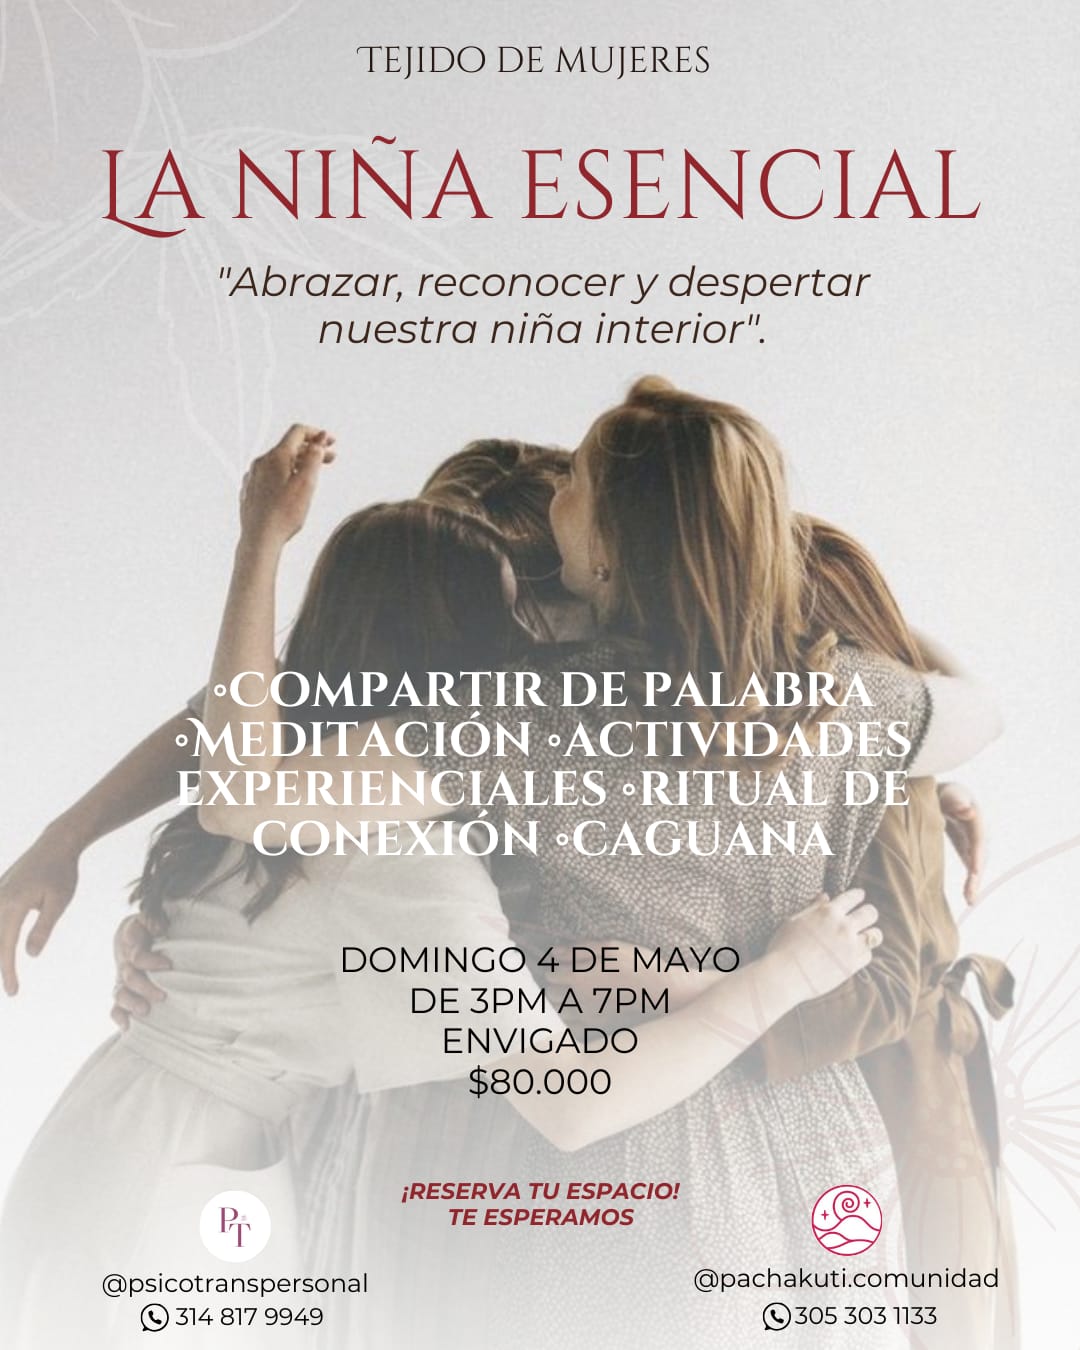 TEJIDO DE MUJERES
LA NIÑA ESENCIAL
"Abrazar, reconocer y despertar
nuestra niña interior".
°COMPARTIR DE PALABRA
°MEDITACIÓN °ACTIVIDADES
EXPERIENCIALES °RITUAL DE
CONEXIÓN °CAGUANA
DOMINGO 4 DE MAYO
DE 3PM A 7PM
ENVIGADO
$80.000
¡RESERVA TU ESPACIO!
TE ESPERAMOS
PT
@psicotranspersonal
314 817 9949
@pachakuti.comunidad
305 303 1133